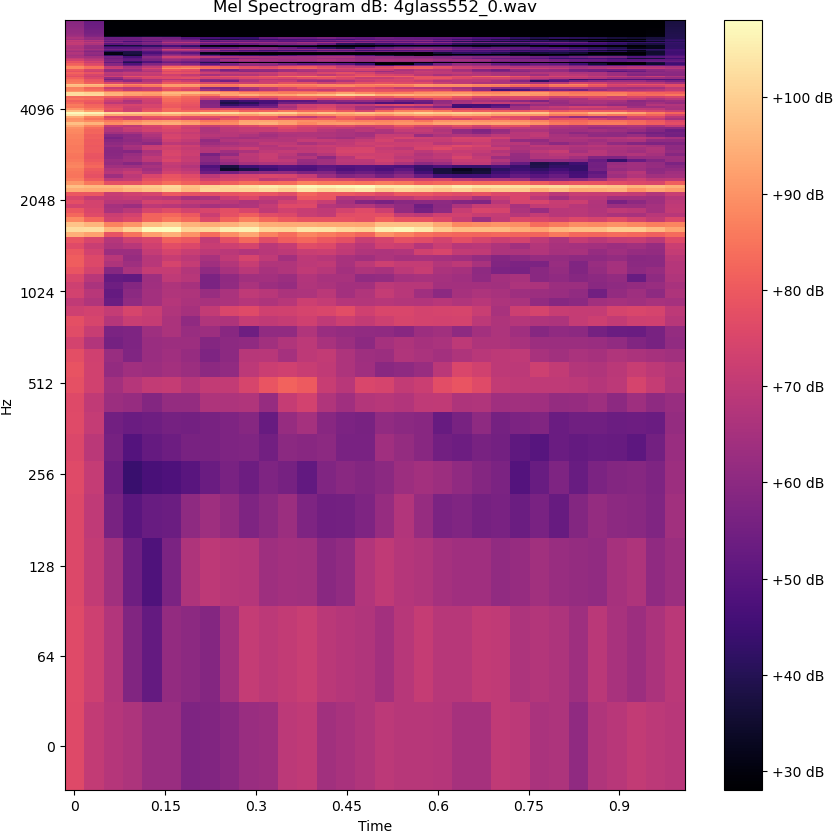 Mel Spectrogram dB: 4glass552_0.wav
4096
2048
1024
512
256
128
64
0
Hz
0 0.15 0.3 0.45 0.6 0.75 0.9
Time
+100 dB
+90 dB
+80 dB
+70 dB
+60 dB
+50 dB
+40 dB
+30 dB